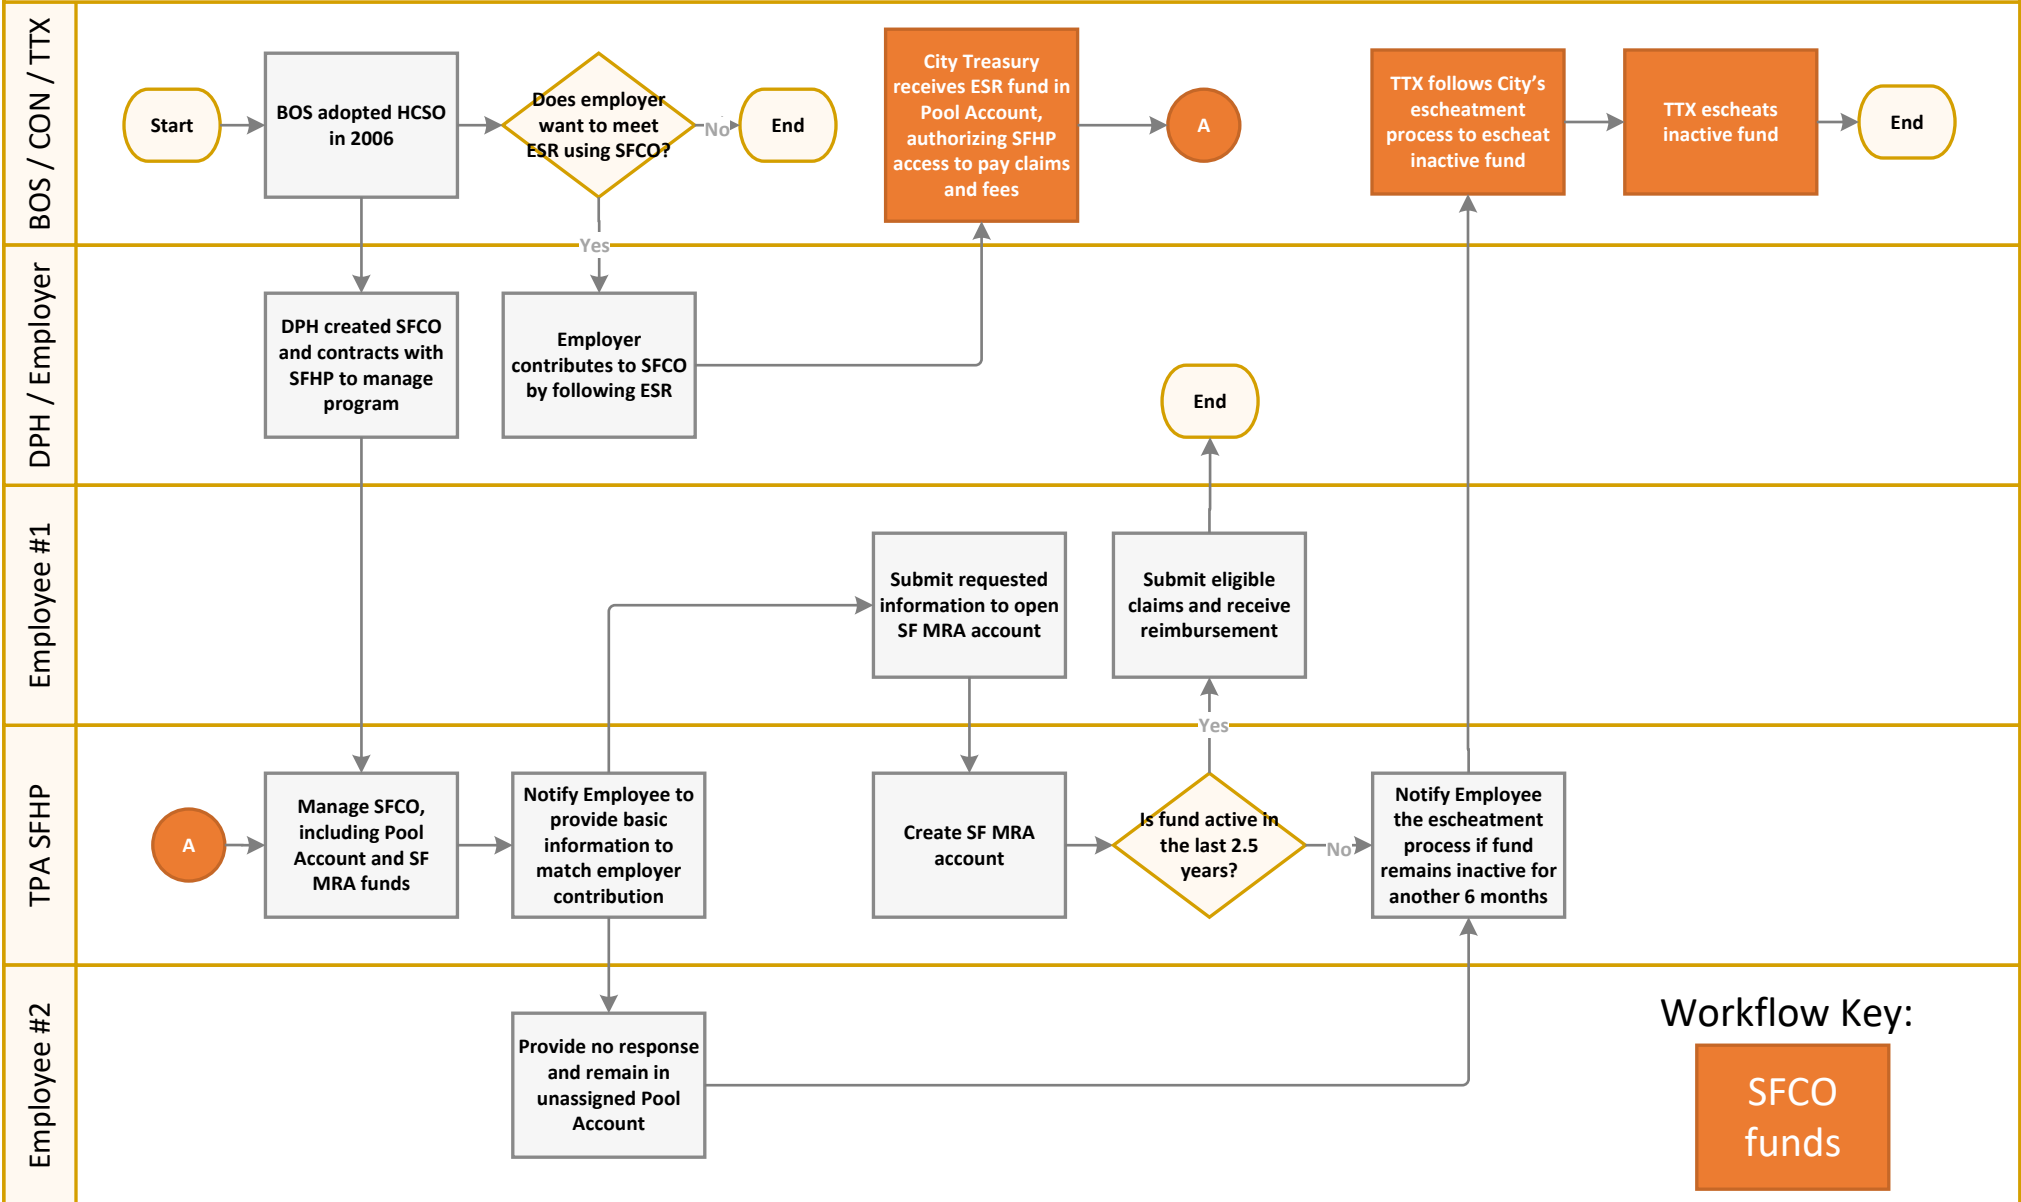 BOS / CON / TTX
Start
BOS adopted HCSO
in 2006
Does employer
want to meet
ESR using SFCO?
No
End
Yes
City Treasury
receives ESR fund in
Pool Account,
authorizing SFHP
access to pay claims
and fees
A
TTX follows City’s
escheatment
process to escheat
inactive fund
TTX escheats
inactive fund
End
DPH / Employer
DPH created SFCO
and contracts with
SFHP to manage
program
Employer
contributes to SFCO
by following ESR
End
Employee #1
Submit requested
information to open
SF MRA account
Submit eligible
claims and receive
reimbursement
Yes
TPA SFHP
A
Manage SFCO,
including Pool
Account and SF
MRA funds
Notify Employee to
provide basic
information to
match employer
contribution
Create SF MRA
account
Is fund active in
the last 2.5
years?
No
Notify Employee
the escheatment
process if fund
remains inactive for
another 6 months
Employee #2
Provide no response
and remain in
unassigned Pool
Account
Workflow Key:
SFCO
funds